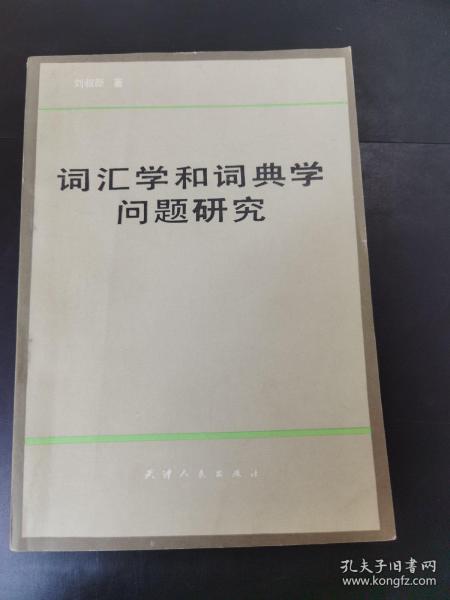 刘叔新 著
词汇学和词典学
问题研究
天津人民出版社
孔夫子旧书网
www.kongfz.com